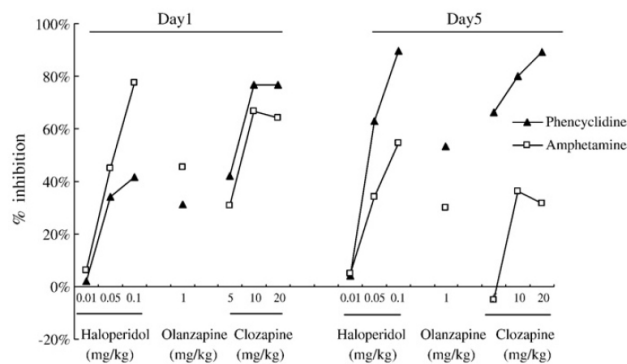 Day1 Day5
100%
80%
60%
40%
20%
0%
-20%
% inhibition
Phencyclidine
Amphetamine
0.01 0.05 0.1 1 5 10 20 0.01 0.05 0.1 1 10 20
Haloperidol Olanzapine Clozapine Haloperidol Olanzapine Clozapine
(mg/kg) (mg/kg) (mg/kg) (mg/kg) (mg/kg) (mg/kg)